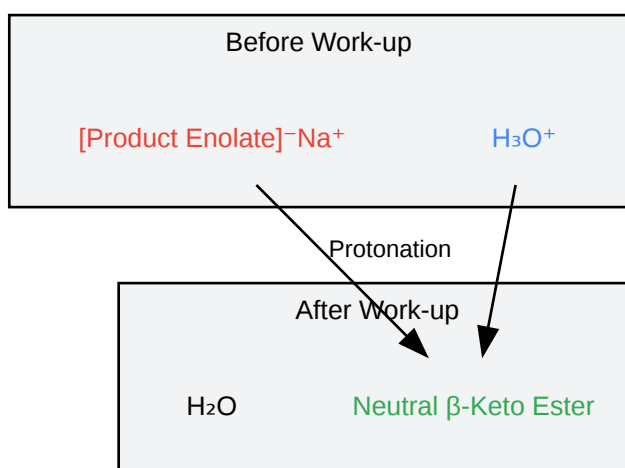 Before Work-up
[Product Enolate]⁻Na⁺
H₃O⁺
Protonation
After Work-up
H₂O
Neutral β-Keto Ester